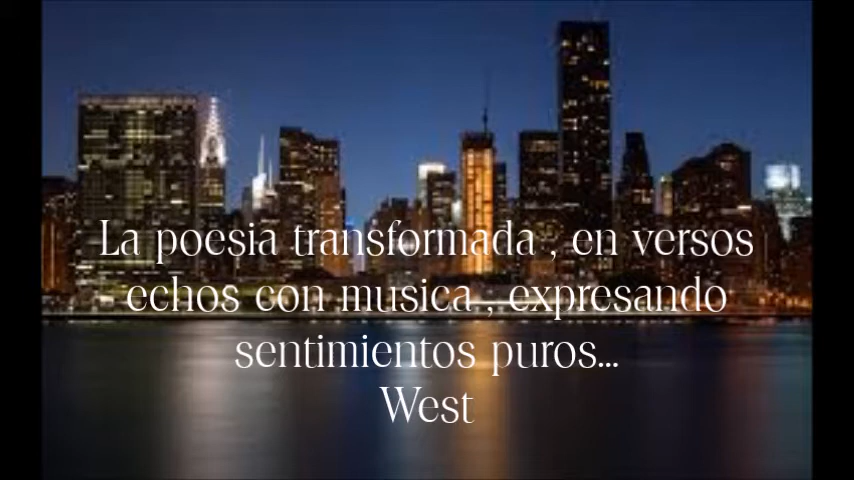 La poesia transformada , en versos
echos con musica , expresando
sentimientos puros...
West